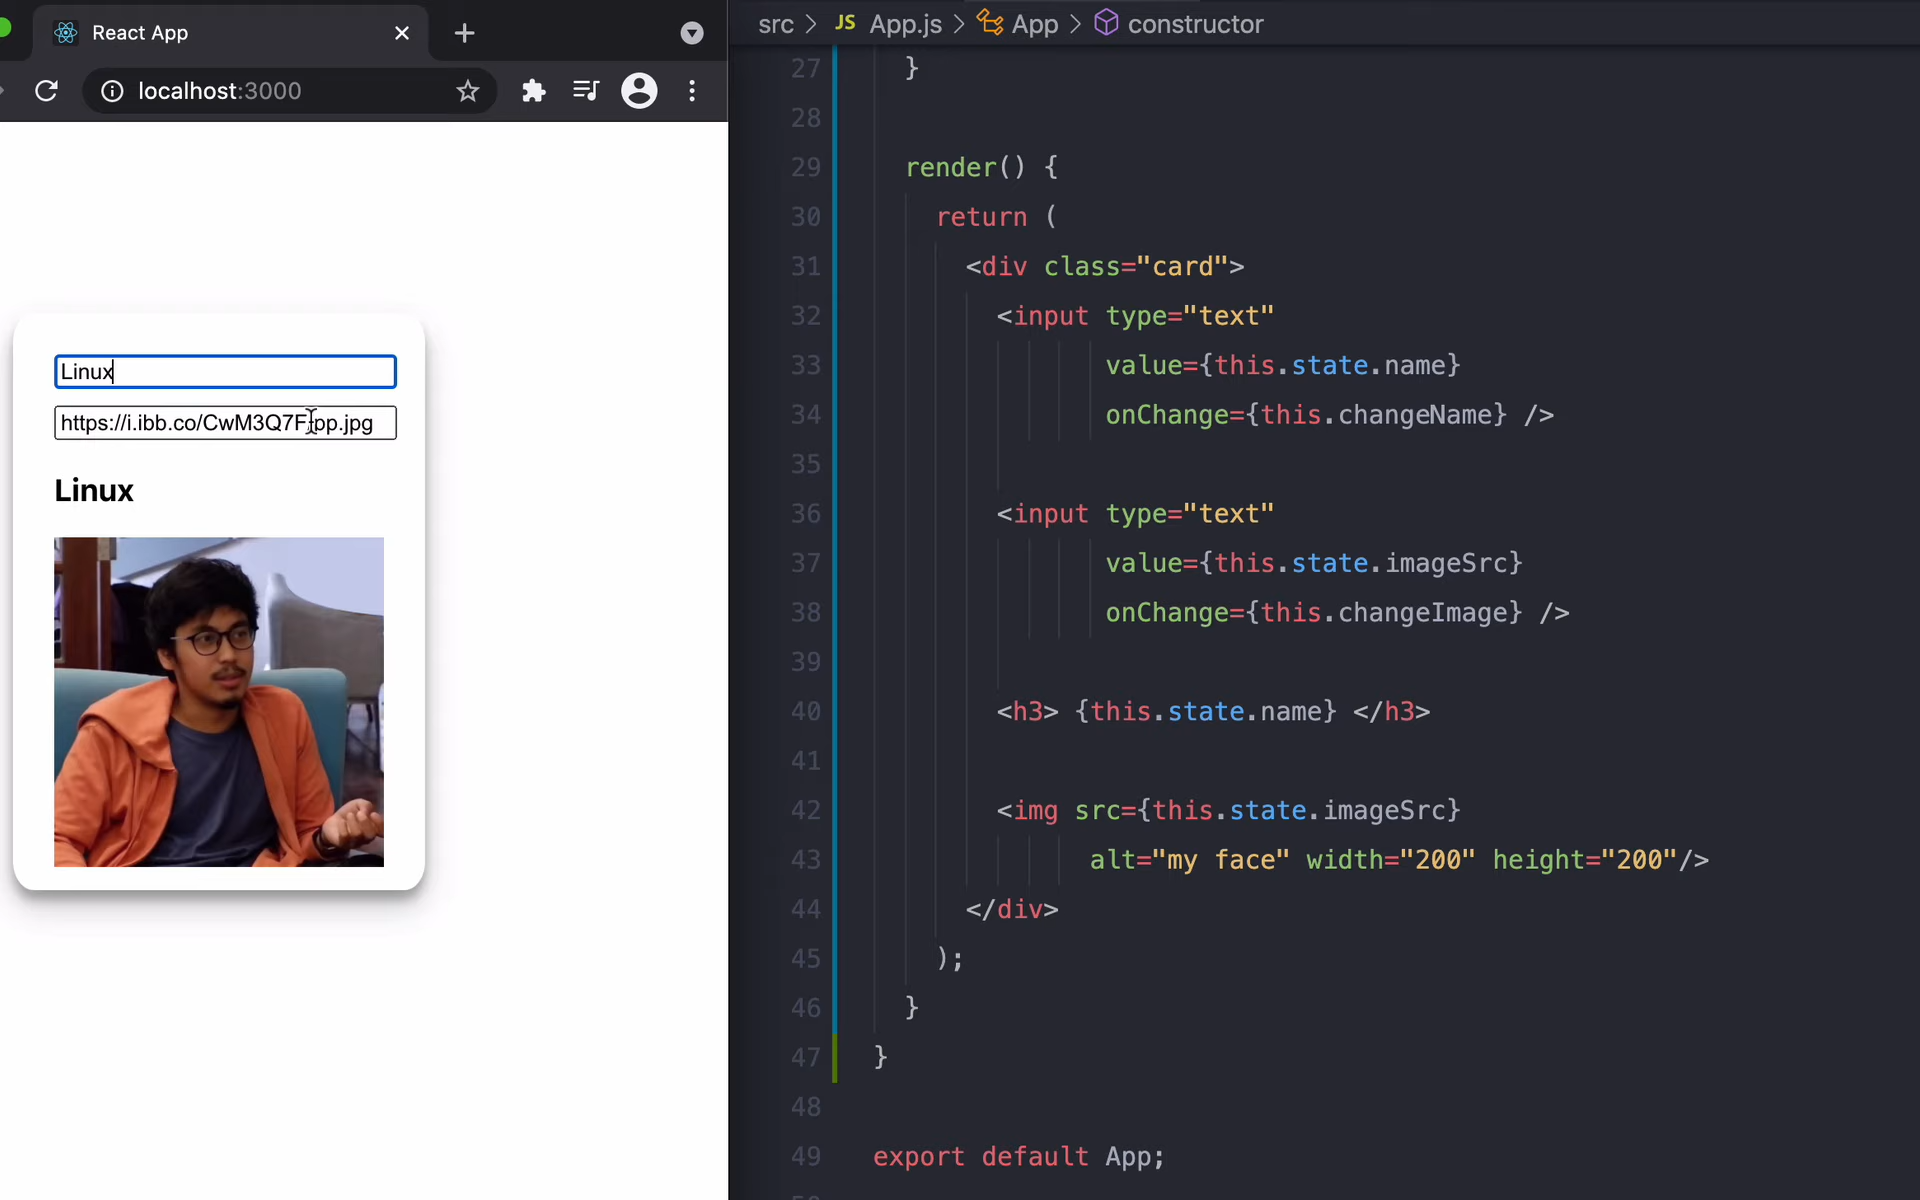 React App
localhost:3000
Linux
https://i.ibb.co/CwM3Q7F/pp.jpg
Linux
src > JS App.js > App > constructor
27 }
28
29 render() {
30 return (
31 <div class="card">
32 <input type="text"
33 value={this.state.name}
34 onChange={this.changeName} />
35
36 <input type="text"
37 value={this.state.imageSrc}
38 onChange={this.changeImage} />
39
40 <h3> {this.state.name} </h3>
41
42 <img src={this.state.imageSrc}
43 alt="my face" width="200" height="200"/>
44 </div>
45 );
46 }
47 }
48
49 export default App;